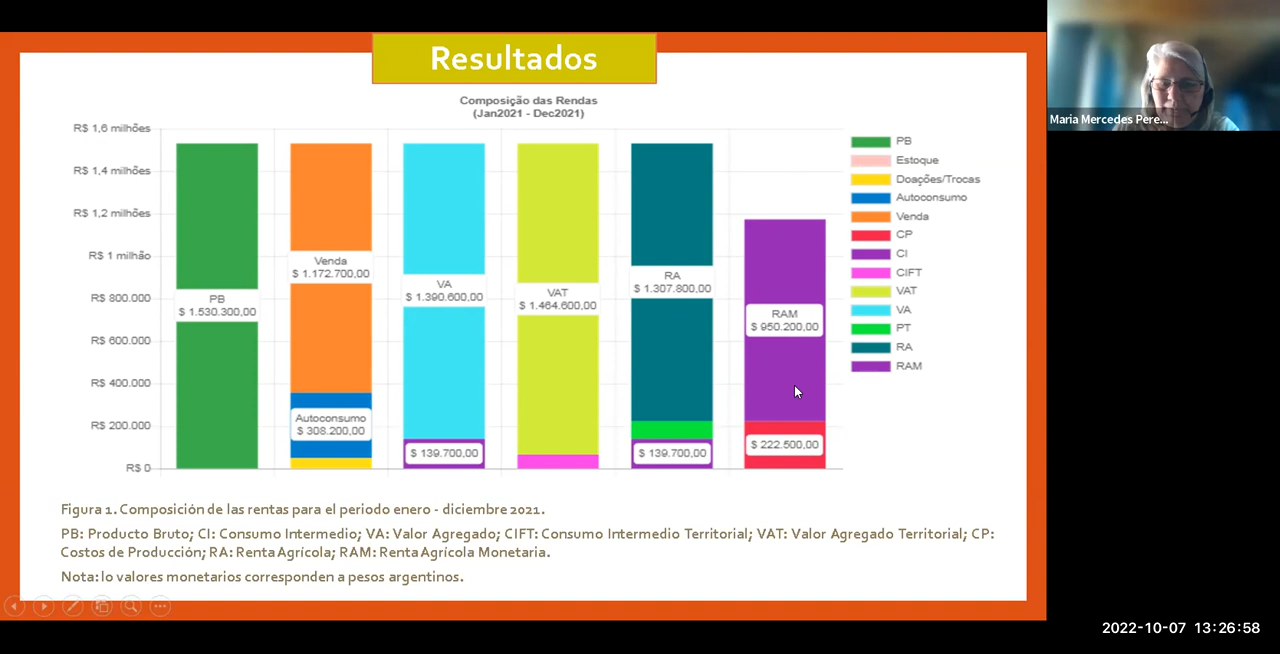 Resultados
Maria Mercedes Pere...
Composição das Rendas
(Jan2021 - Dec2021)
R$ 1,6 milhões
R$ 1,4 milhões
R$ 1,2 milhões
R$ 1 milhão
R$ 800.000
R$ 600.000
R$ 400.000
R$ 200.000
R$ 0
PB
$ 1.530.300,00
Venda
$ 1.172.700,00
Autoconsumo
$ 308.200,00
VA
$ 1.390.600,00
$ 139.700,00
VAT
$ 1.464.600,00
RA
$ 1.307.800,00
$ 139.700,00
RAM
$ 950.200,00
$ 222.500,00
PB
Estoque
Doações/Trocas
Autoconsumo
Venda
CP
CI
CIFT
VAT
VA
PT
RA
RAM
Figura 1. Composición de las rentas para el periodo enero - diciembre 2021.
PB: Producto Bruto; CI: Consumo Intermedio; VA: Valor Agregado; CIFT: Consumo Intermedio Territorial; VAT: Valor Agregado Territorial; CP:
Costos de Producción; RA: Renta Agrícola; RAM: Renta Agrícola Monetaria.
Nota: lo valores monetarios corresponden a pesos argentinos.
2022-10-07 13:26:58